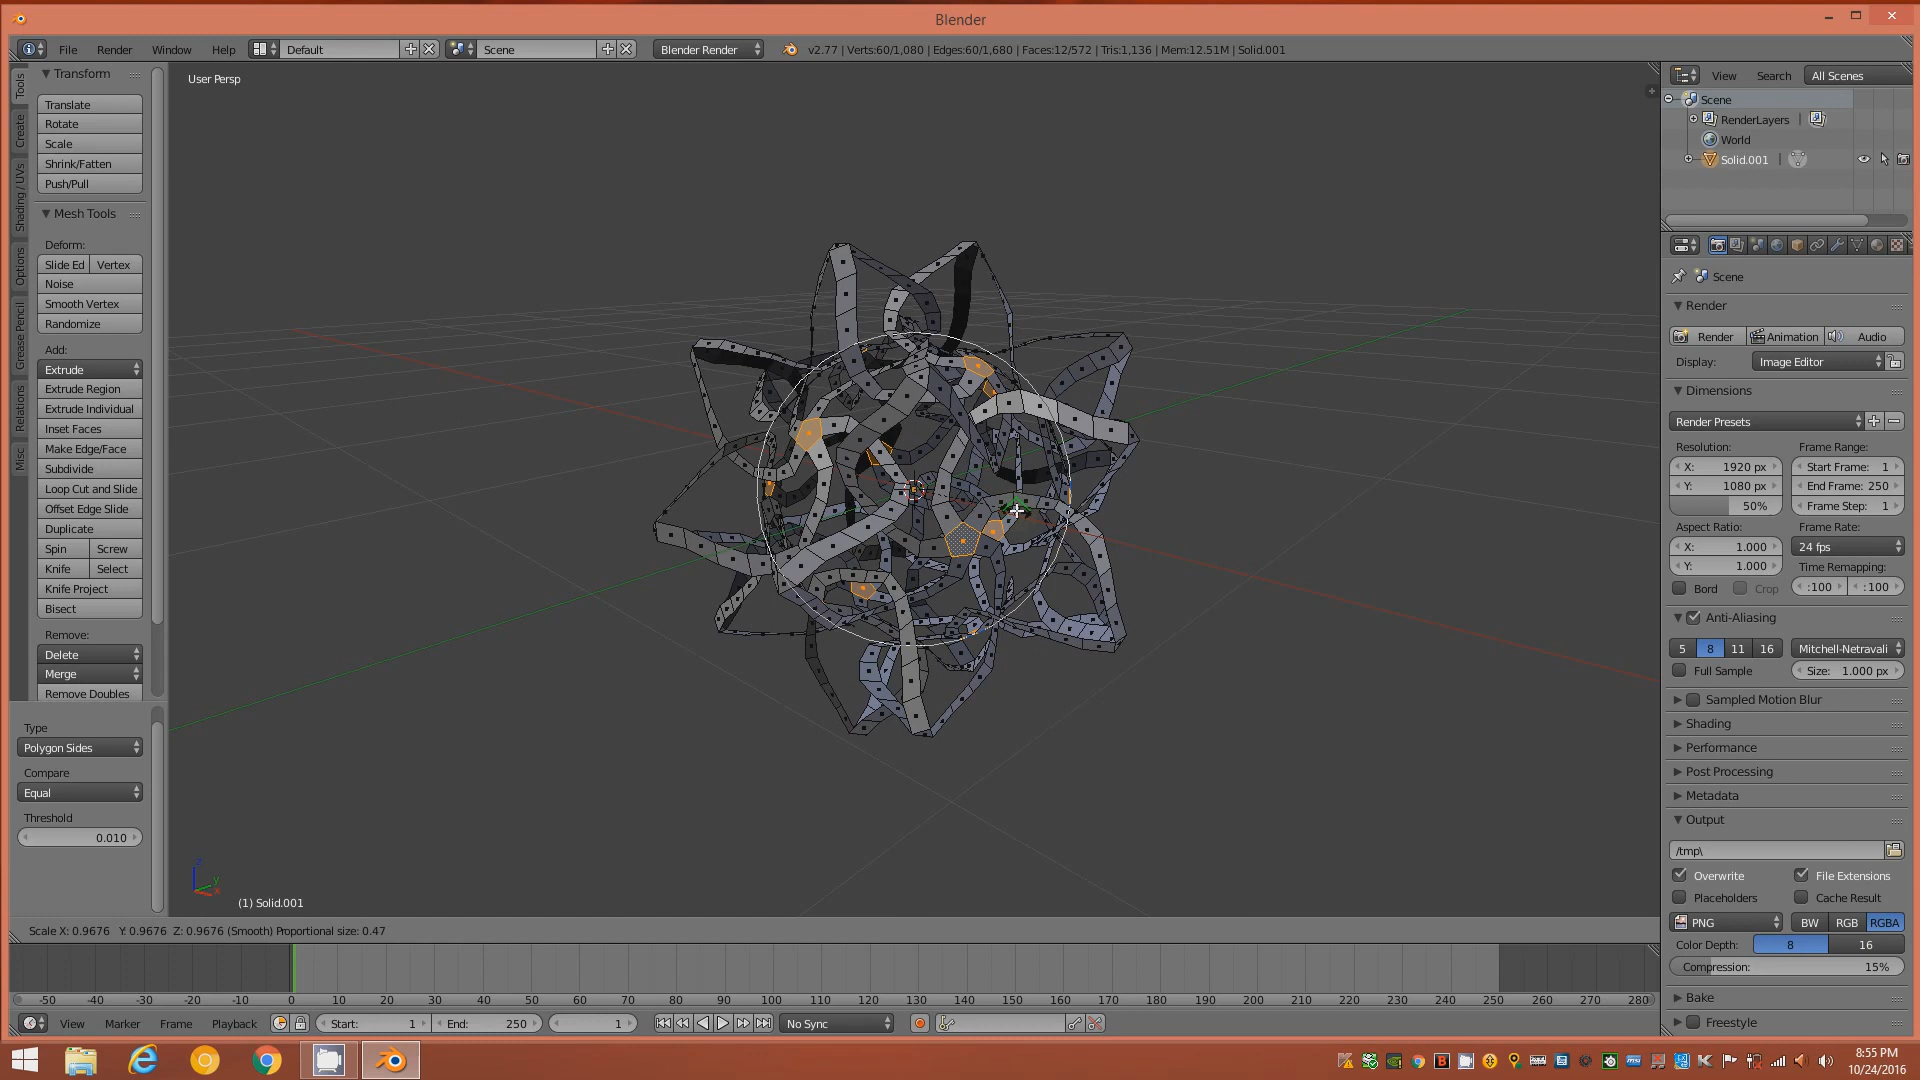 Blender
File Render Window Help Default Scene Blender Render v2.77 | Verts:60/1,080 | Edges:60/1,680 | Faces:12/572 | Tris:1,136 | Mem:12.51M | Solid.001
Tools
Create
Shading / UVs
Options
Grease Pencil
Relations
Misc
Transform
Translate
Rotate
Scale
Shrink/Fatten
Push/Pull
Mesh Tools
Deform:
Slide Ed Vertex
Noise
Smooth Vertex
Randomize
Add:
Extrude
Extrude Region
Extrude Individual
Inset Faces
Make Edge/Face
Subdivide
Loop Cut and Slide
Offset Edge Slide
Duplicate
Spin Screw
Knife Select
Knife Project
Bisect
Remove:
Delete
Merge
Remove Doubles
Type
Polygon Sides
Compare
Equal
Threshold
0.010
User Persp
z
y
x
(1) Solid.001
Scale X: 0.9676 Y: 0.9676 Z: 0.9676 (Smooth) Proportional size: 0.47
-50 -40 -30 -20 -10 0 10 20 30 40 50 60 70 80 90 100 110 120 130 140 150 160 170 180 190 200 210 220 230 240 250 260 270 280
View Marker Frame Playback Start: 1 End: 250 1 No Sync
View Search All Scenes
Scene
RenderLayers |
World
Solid.001 |
Scene
Render
Render Animation Audio
Display: Image Editor
Dimensions
Render Presets
Resolution: Frame Range:
X: 1920 px Start Frame: 1
Y: 1080 px End Frame: 250
50% Frame Step: 1
Aspect Ratio: Frame Rate:
X: 1.000 24 fps
Y: 1.000 Time Remapping:
Bord Crop :100 :100
Anti-Aliasing
5 8 11 16 Mitchell-Netravali
Full Sample Size: 1.000 px
Sampled Motion Blur
Shading
Performance
Post Processing
Metadata
Output
/tmp\
Overwrite File Extensions
Placeholders Cache Result
PNG BW RGB RGBA
Color Depth: 8 16
Compression: 15%
Bake
Freestyle
8:55 PM
10/24/2016